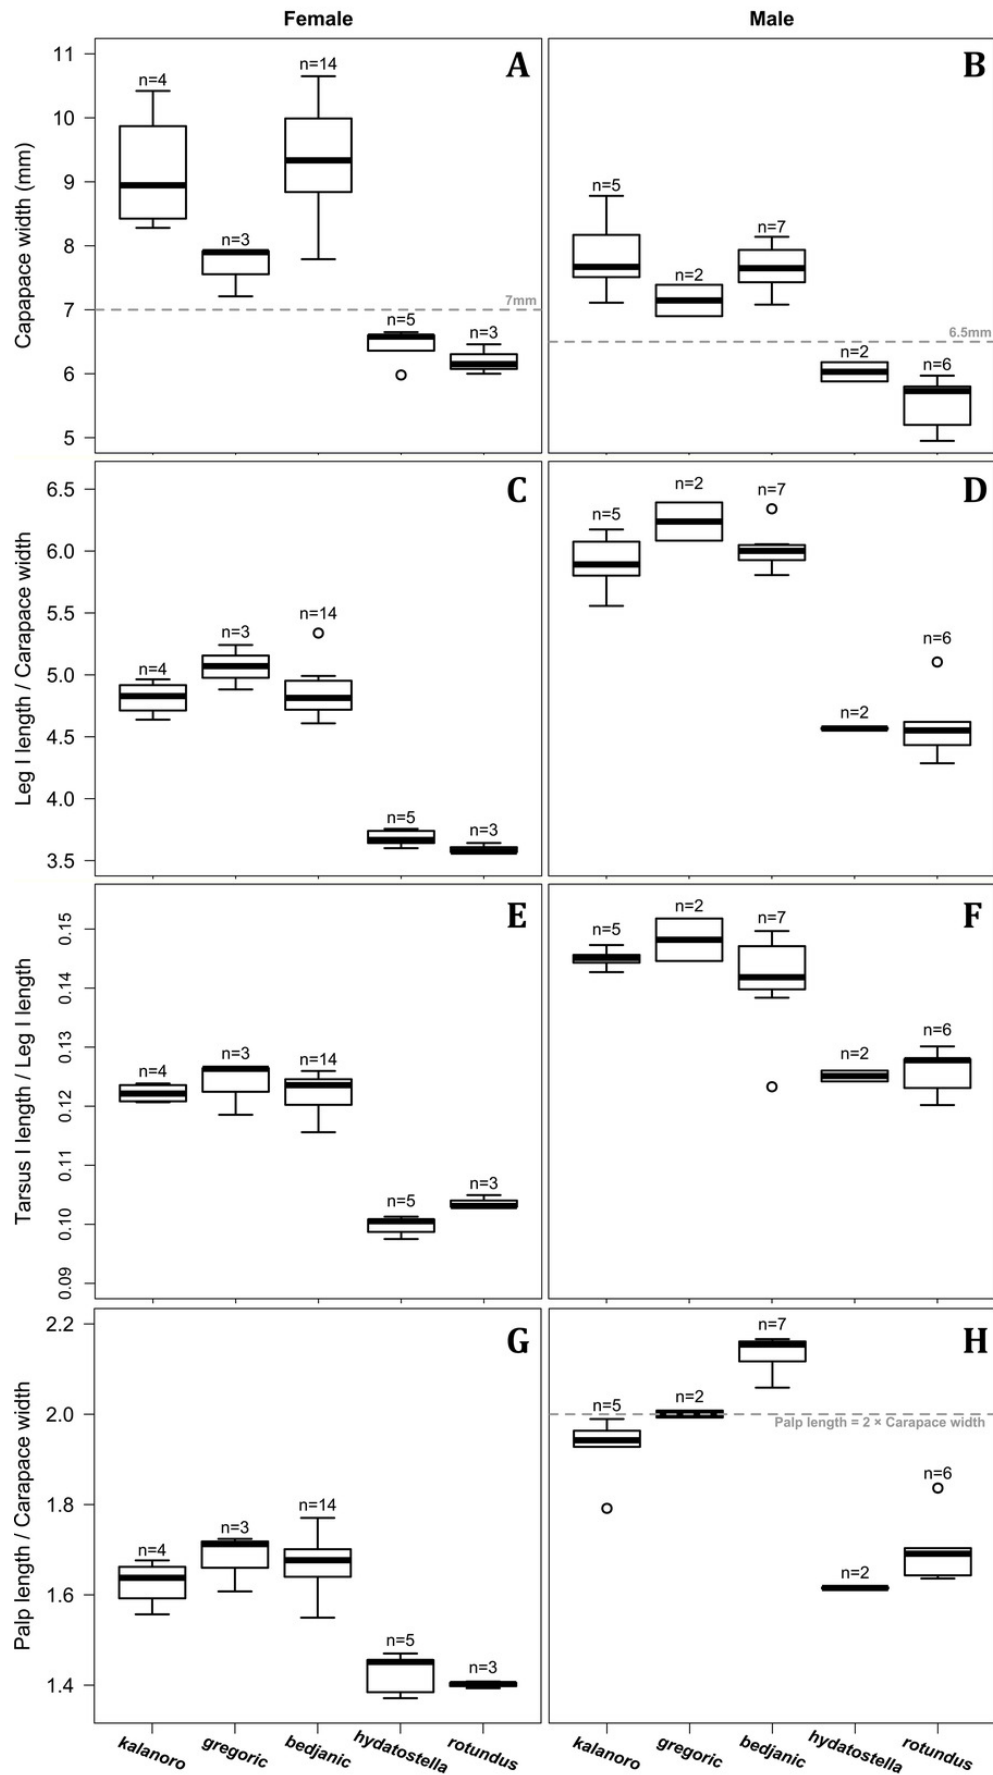 Female
Male
A
B
Capapace width (mm)
11
10
9
8
7
6
5
n=4
n=3
n=14
n=5
n=3
7mm
n=5
n=2
n=7
n=2
n=6
6.5mm
C
D
Leg I length / Carapace width
6.5
6.0
5.5
5.0
4.5
4.0
3.5
n=4
n=3
n=14
n=5
n=3
n=5
n=2
n=7
n=2
n=6
E
F
Tarsus I length / Leg I length
0.15
0.14
0.13
0.12
0.11
0.10
0.09
n=4
n=3
n=14
n=5
n=3
n=5
n=2
n=7
n=2
n=6
G
H
Palp length / Carapace width
2.2
2.0
1.8
1.6
1.4
n=4
n=3
n=14
n=5
n=3
n=5
n=2
n=7
n=2
n=6
Palp length = 2 × Carapace width
kalanoro
gregoric
bedjanic
hydatostella
rotundus
kalanoro
gregoric
bedjanic
hydatostella
rotundus